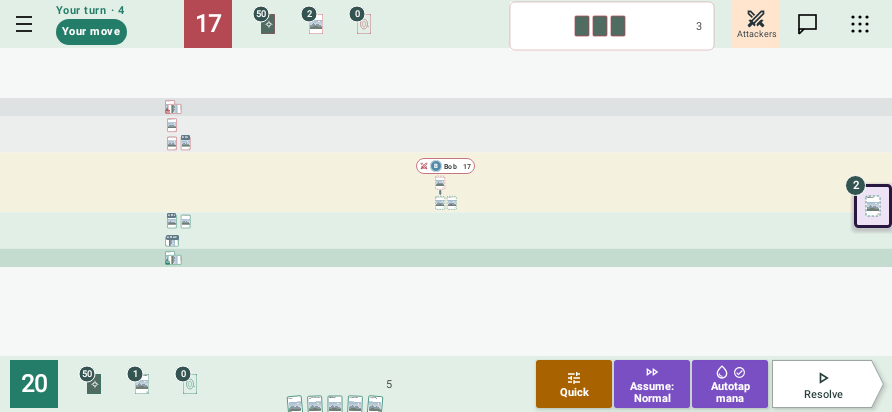 Your turn · 4
Your move
17
50
2
0
3
Attackers
B Bob 17
2
20
50
1
0
5
Quick
Assume:
Normal
Autotap
mana
Resolve